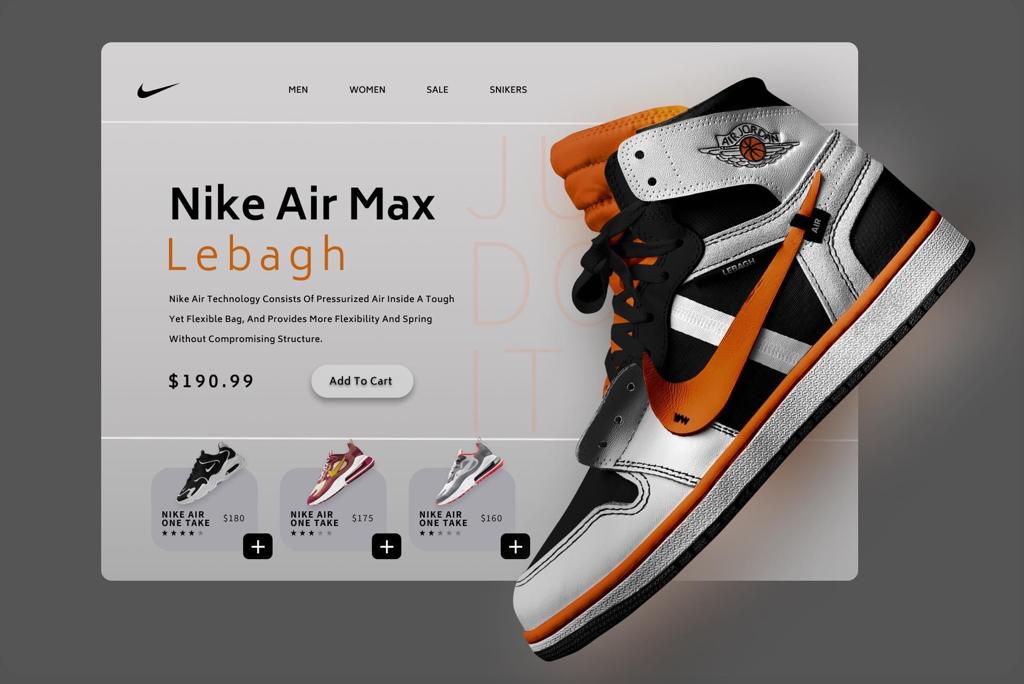 MEN WOMEN SALE SNIKERS
JU
Nike Air Max
Lebagh
DO
Nike Air Technology Consists Of Pressurized Air Inside A Tough
Yet Flexible Bag, And Provides More Flexibility And Spring
Without Compromising Structure.
$190.99 Add To Cart
IT
AIR JORDAN
AIR
LEBAGH
NIKE AIR
ONE TAKE
$180
NIKE AIR
ONE TAKE
$175
NIKE AIR
ONE TAKE
$160